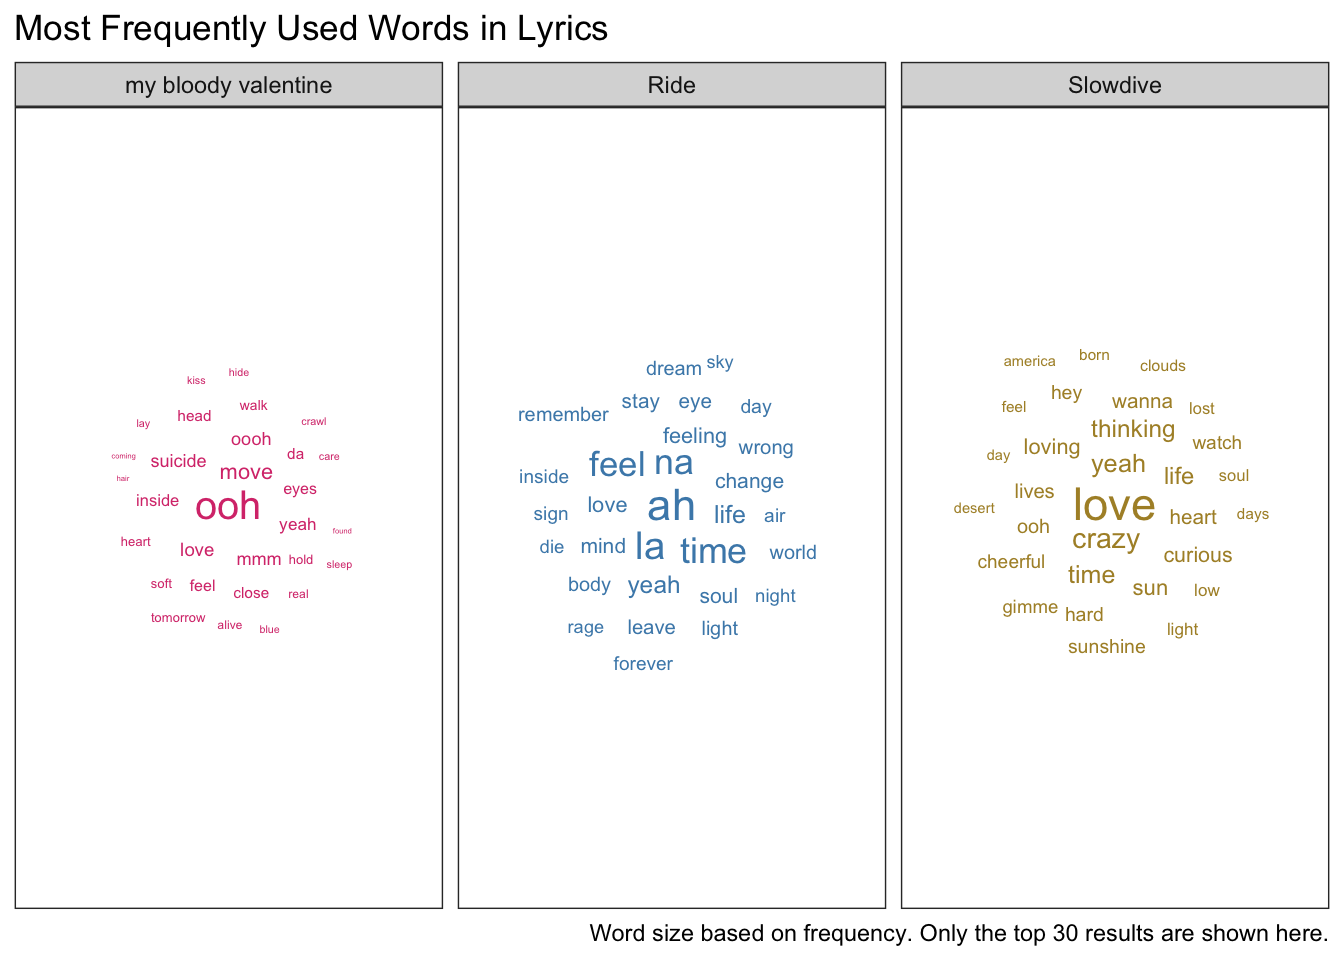 Most Frequently Used Words in Lyrics
my bloody valentine
hide
kiss
walk
head
crawl
lay
oooh
da
care
coming
suicide
move
hair
eyes
inside
ooh
yeah
found
heart
love
mmm
hold
sleep
soft
feel
close
real
tomorrow
alive
blue
Ride
sky
dream
stay
eye
day
remember
feeling
wrong
feel
na
inside
change
love
ah
sign
life
air
die
mind
la
time
world
body
yeah
soul
night
rage
leave
light
forever
Slowdive
born
america
clouds
hey
wanna
feel
lost
thinking
watch
loving
day
yeah
life
soul
lives
love
desert
heart
days
ooh
crazy
cheerful
curious
time
sun
low
gimme
hard
light
sunshine
Word size based on frequency. Only the top 30 results are shown here.